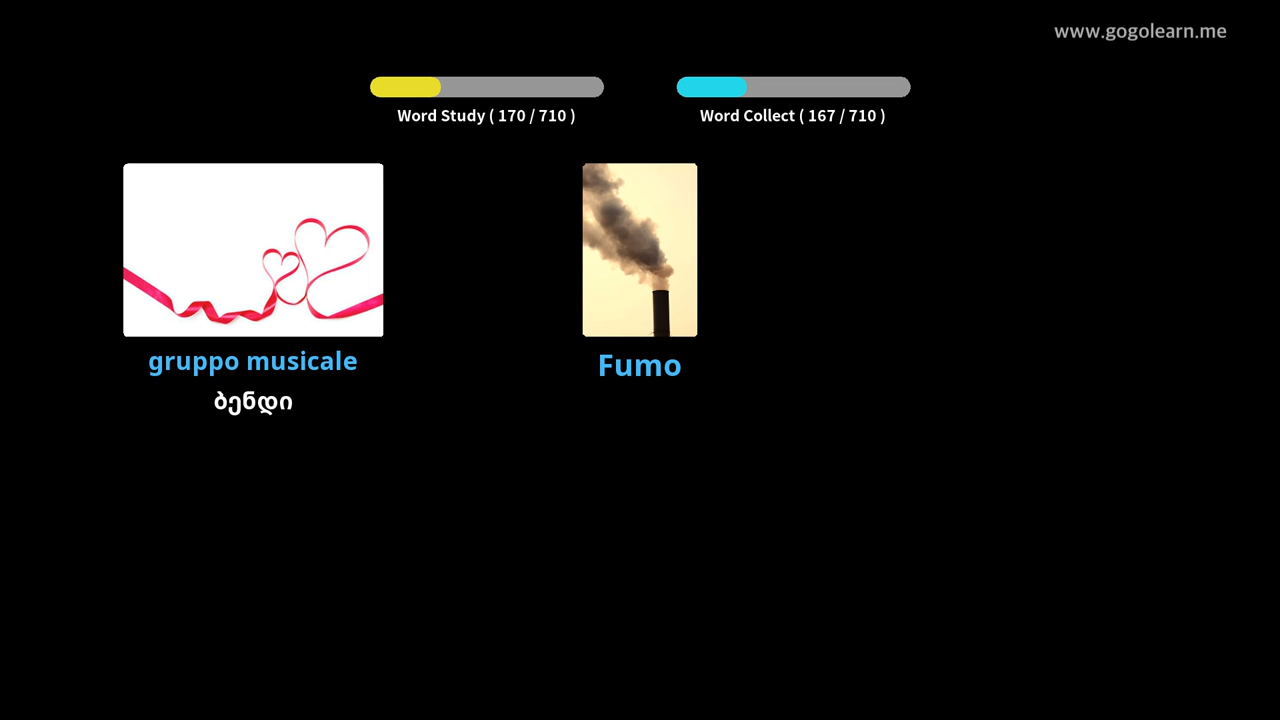 www.gogolearn.me
Word Study ( 170 / 710 )
Word Collect ( 167 / 710 )
gruppo musicale
ბენდი
Fumo